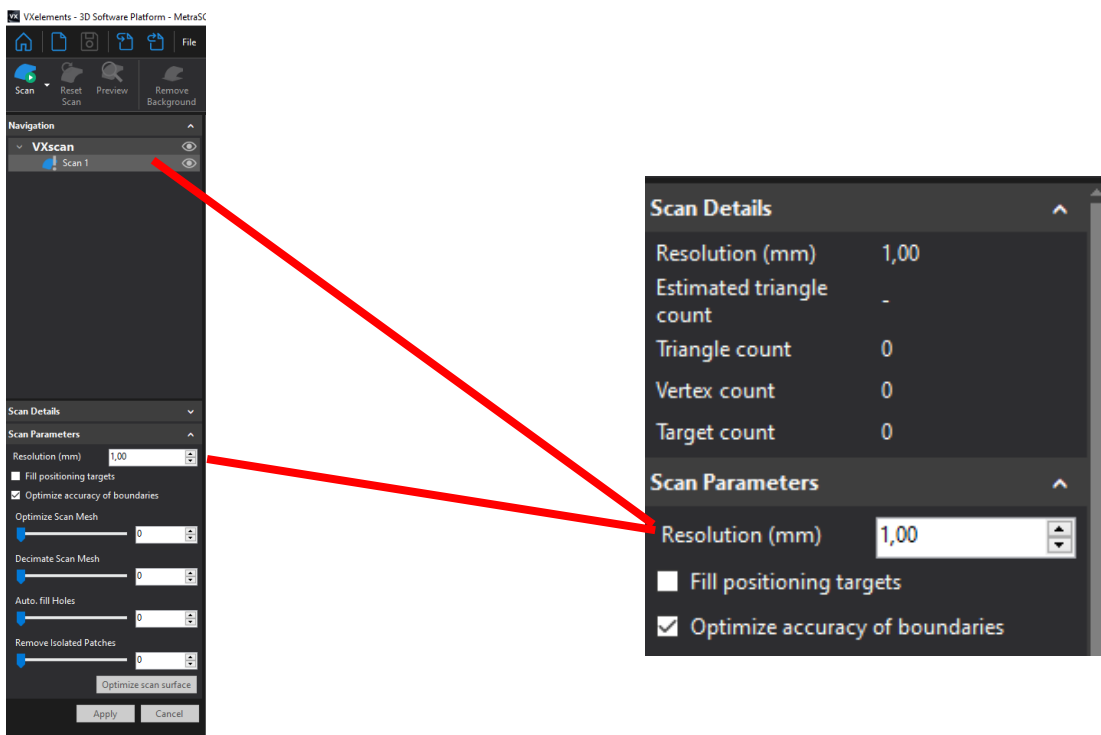 VX VXelements - 3D Software Platform - MetraSC
File
Scan Reset Scan Preview Remove Background
Navigation
VXscan
Scan 1
Scan Details
Scan Parameters
Resolution (mm) 1,00
Fill positioning targets
Optimize accuracy of boundaries
Optimize Scan Mesh
0
Decimate Scan Mesh
0
Auto. fill Holes
0
Remove Isolated Patches
0
Optimize scan surface
Apply Cancel
Scan Details
Resolution (mm) 1,00
Estimated triangle
count -
Triangle count 0
Vertex count 0
Target count 0
Scan Parameters
Resolution (mm) 1,00
Fill positioning targets
Optimize accuracy of boundaries